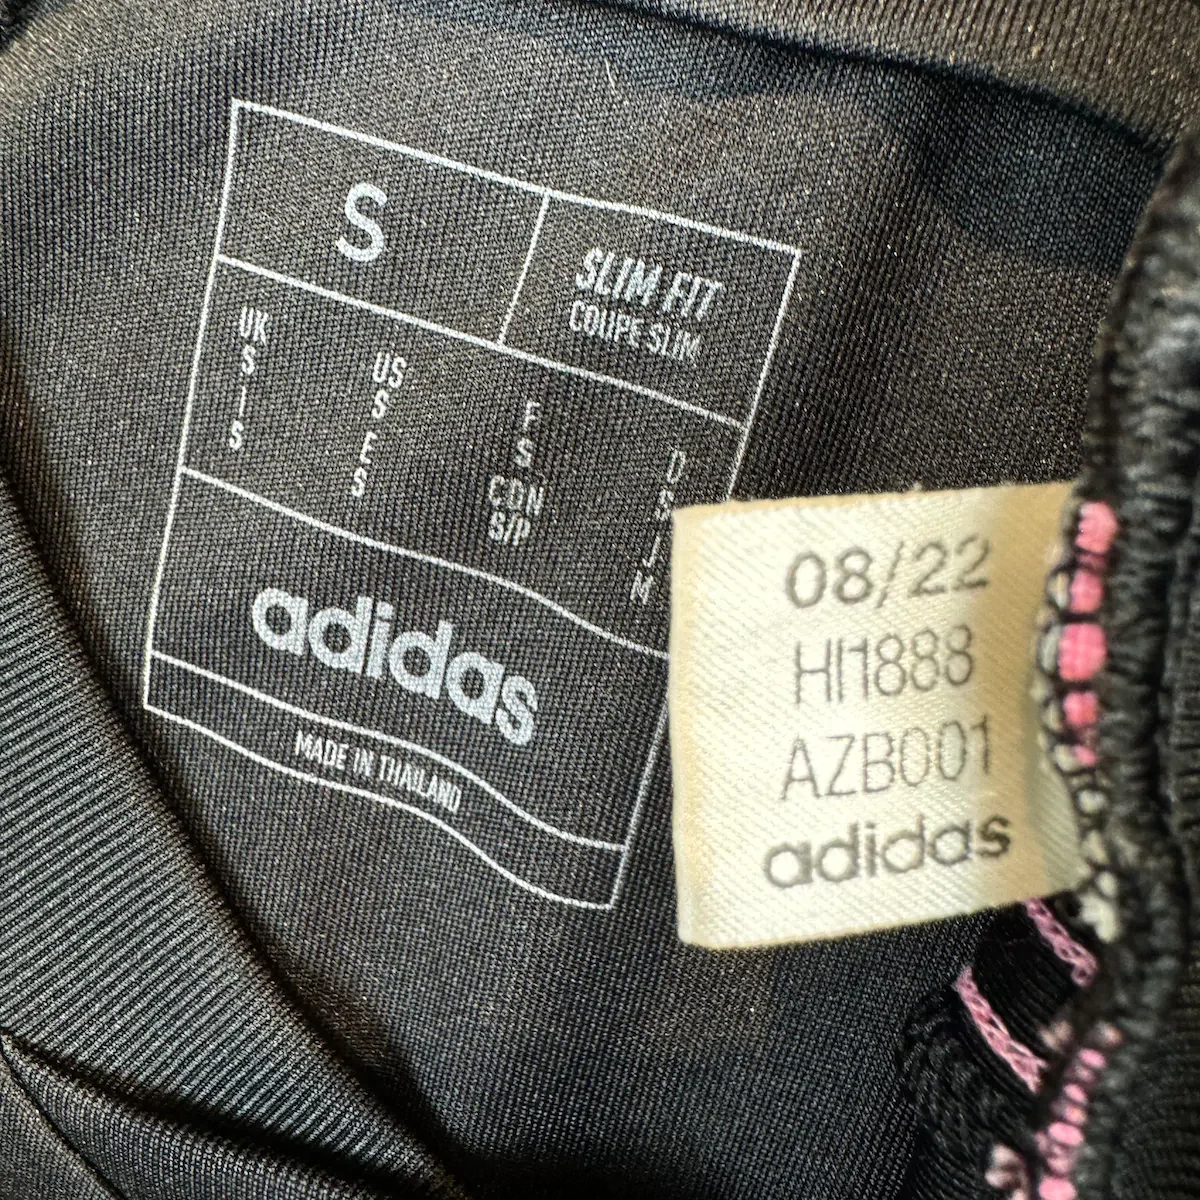 S
SLIM FIT
COUPE SLIM
UK
S
I
S
US
S
E
S
F
S
CDN
S/P
D
S
J
M
adidas
MADE IN THAILAND
08/22
HI1888
AZB001
adidas